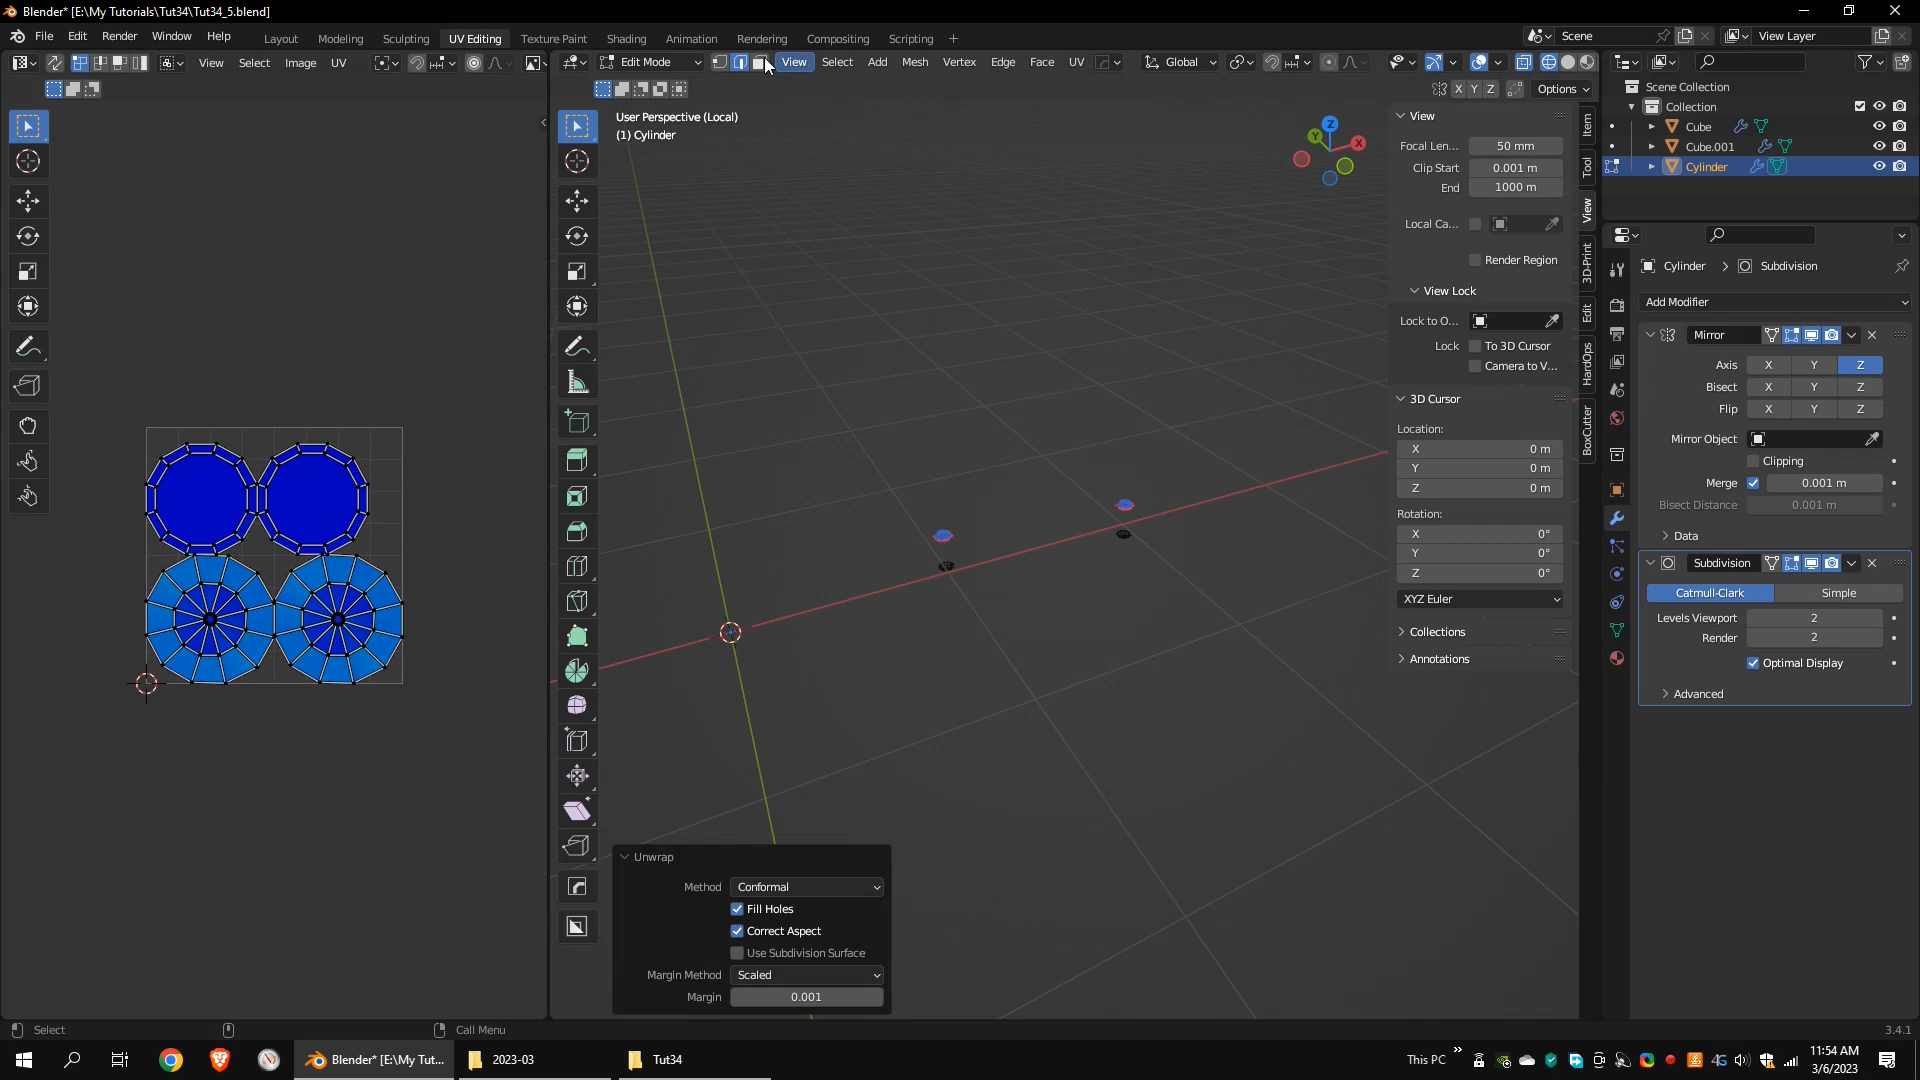 Blender* [E:\My Tutorials\Tut34\Tut34_5.blend]
File Edit Render Window Help Layout Modeling Sculpting UV Editing Texture Paint Shading Animation Rendering Compositing Scripting + Scene View Layer
View Select Image UV Edit Mode View Select Add Mesh Vertex Edge Face UV Global
X Y Z Options
User Perspective (Local)
(1) Cylinder
X Y Z
View
Focal Len... 50 mm
Clip Start 0.001 m
End 1000 m
Local Ca...
Render Region
View Lock
Lock to O...
Lock To 3D Cursor
Camera to V...
3D Cursor
Location:
X 0 m
Y 0 m
Z 0 m
Rotation:
X 0°
Y 0°
Z 0°
XYZ Euler
Collections
Annotations
Item
Tool
View
3D-Print
Edit
HardOps
BoxCutter
Scene Collection
Collection
Cube
Cube.001
Cylinder
Cylinder > Subdivision
Add Modifier
Mirror
Axis X Y Z
Bisect X Y Z
Flip X Y Z
Mirror Object
Clipping
Merge 0.001 m
Bisect Distance 0.001 m
Data
Subdivision
Catmull-Clark Simple
Levels Viewport 2
Render 2
Optimal Display
Advanced
Unwrap
Method Conformal
Fill Holes
Correct Aspect
Use Subdivision Surface
Margin Method Scaled
Margin 0.001
Select Call Menu 3.4.1
Blender* [E:\My Tut... 2023-03 Tut34 This PC » 4G 11:54 AM
3/6/2023